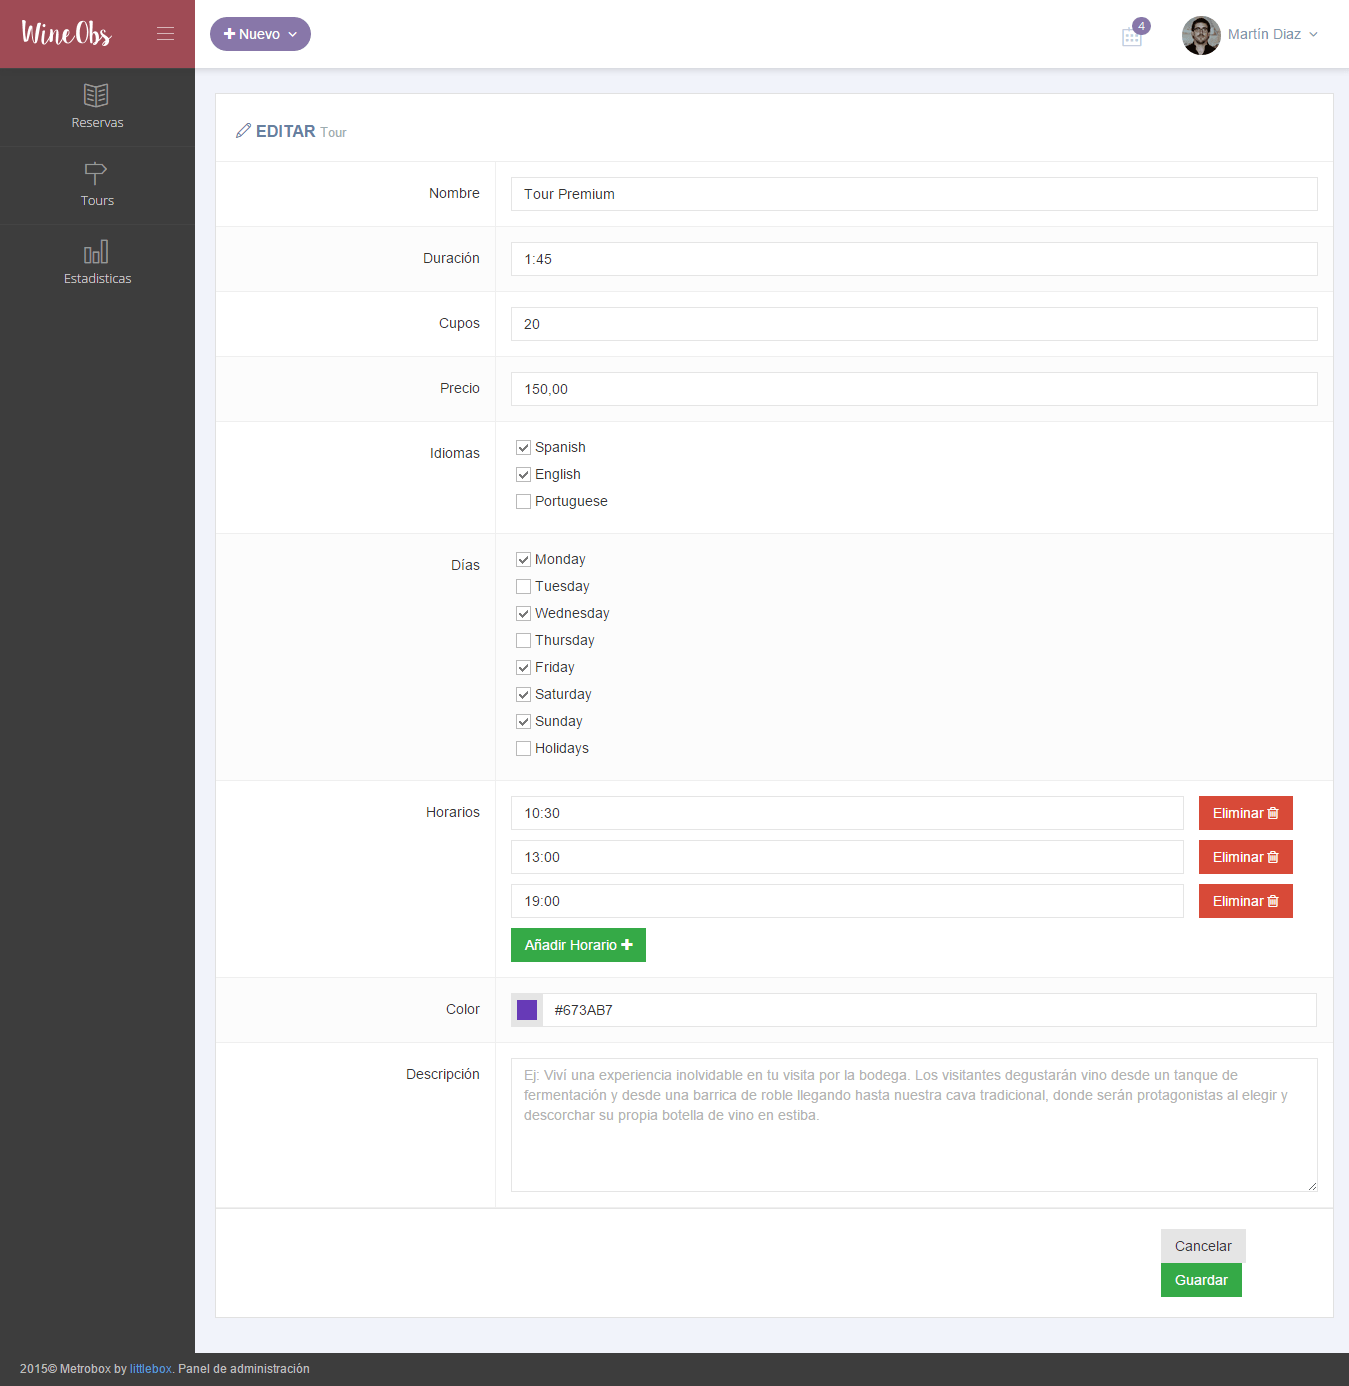 WineObs
Nuevo
4
Martín Diaz
Reservas
Tours
Estadisticas
EDITAR Tour
Nombre
Tour Premium
Duración
1:45
Cupos
20
Precio
150,00
Idiomas
Spanish
English
Portuguese
Días
Monday
Tuesday
Wednesday
Thursday
Friday
Saturday
Sunday
Holidays
Horarios
10:30
Eliminar
13:00
Eliminar
19:00
Eliminar
Añadir Horario
Color
#673AB7
Descripción
Ej: Viví una experiencia inolvidable en tu visita por la bodega. Los visitantes degustarán vino desde un tanque de
fermentación y desde una barrica de roble llegando hasta nuestra cava tradicional, donde serán protagonistas al elegir y
descorchar su propia botella de vino en estiba.
Cancelar
Guardar
2015© Metrobox by littlebox. Panel de administración